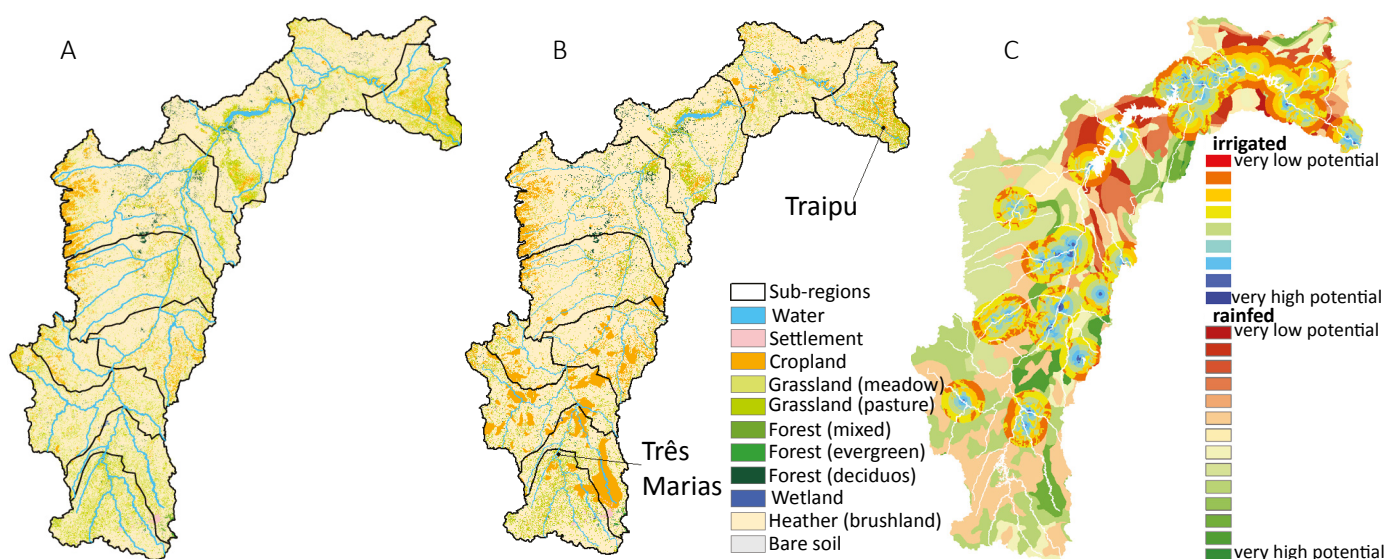 A
B
C
Traipu
Três
Marias
Sub-regions
Water
Settlement
Cropland
Grassland (meadow)
Grassland (pasture)
Forest (mixed)
Forest (evergreen)
Forest (deciduos)
Wetland
Heather (brushland)
Bare soil
irrigated
very low potential
very high potential
rainfed
very low potential
very high potential